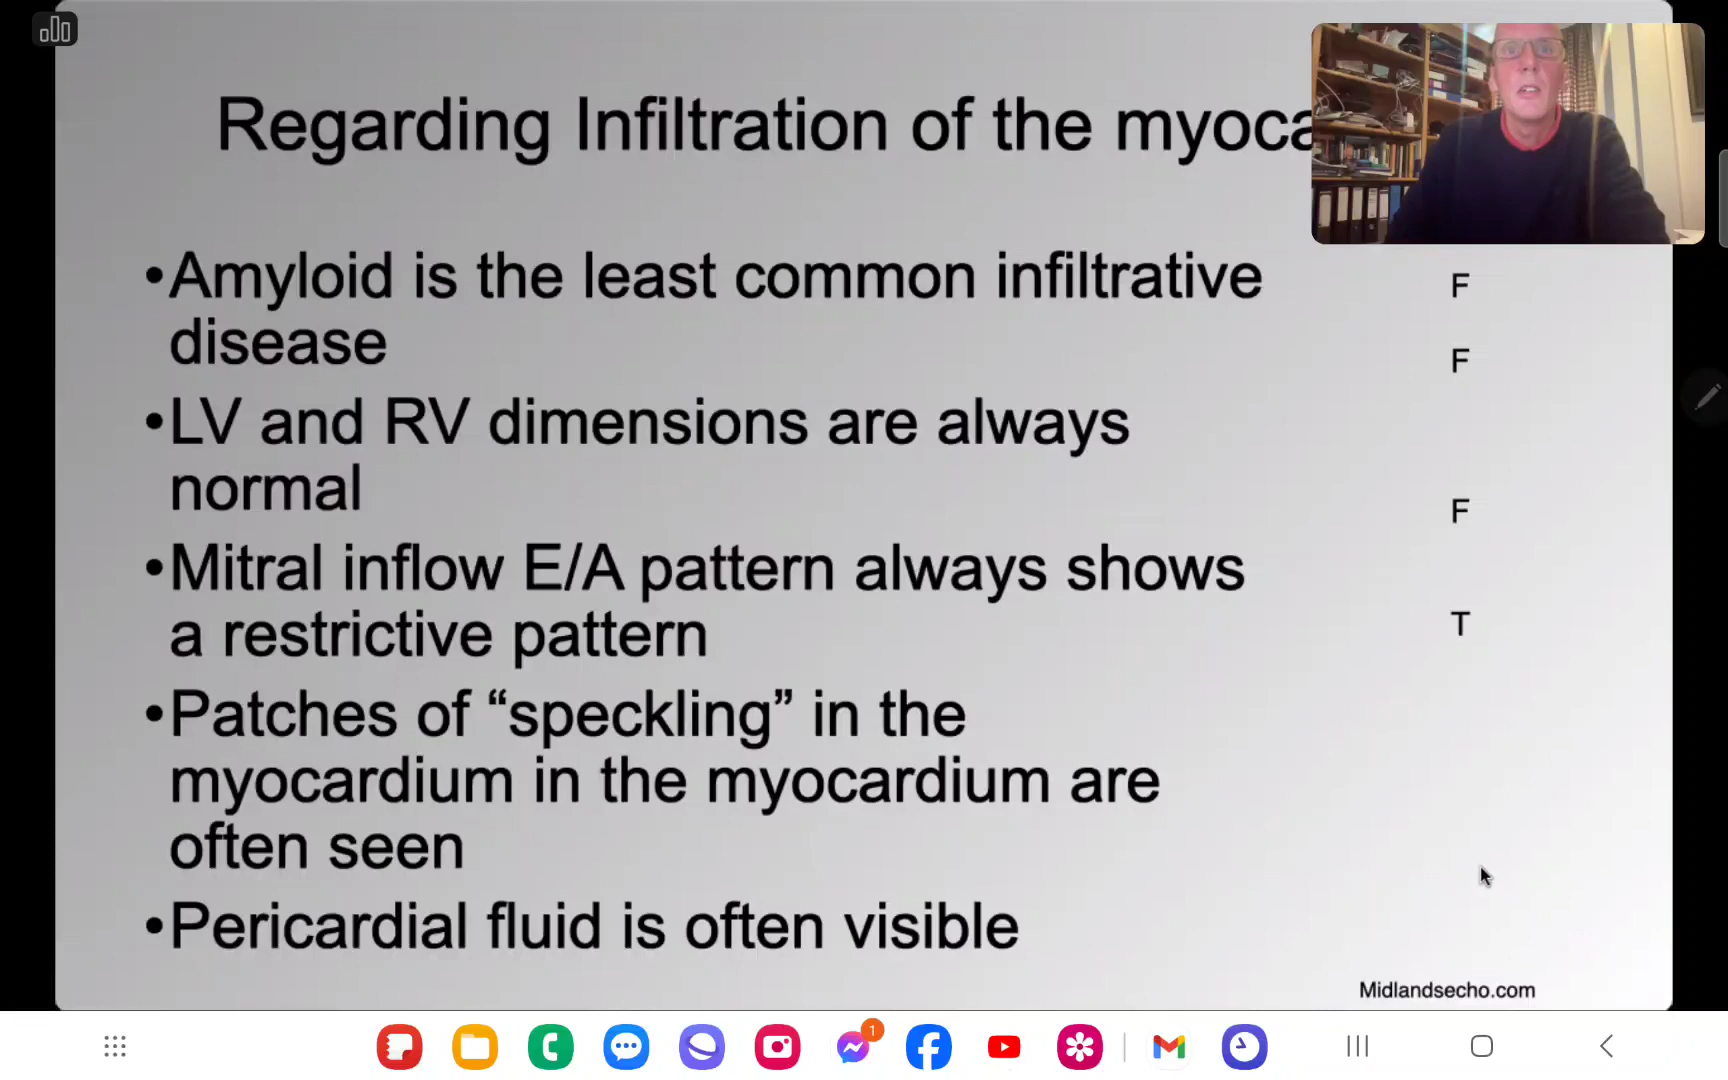 Regarding Infiltration of the myoca
•Amyloid is the least common infiltrative
disease
F
F
•LV and RV dimensions are always
normal
F
•Mitral inflow E/A pattern always shows
a restrictive pattern
T
•Patches of “speckling” in the
myocardium in the myocardium are
often seen
•Pericardial fluid is often visible
Midlandsecho.com
1